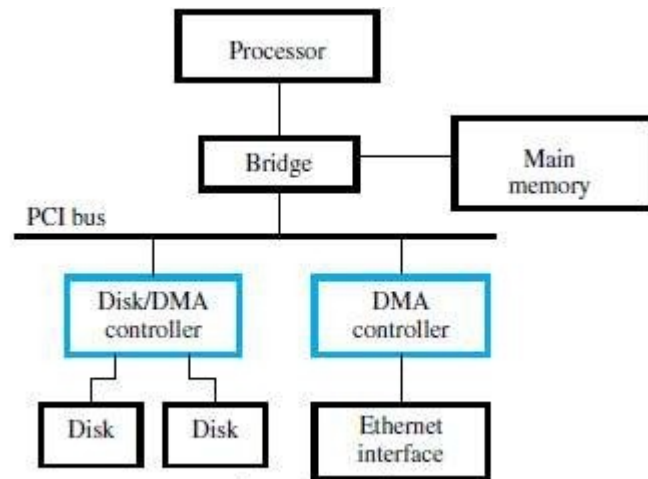 Processor
Bridge
Main
memory
PCI bus
Disk/DMA
controller
DMA
controller
Disk
Disk
Ethernet
interface